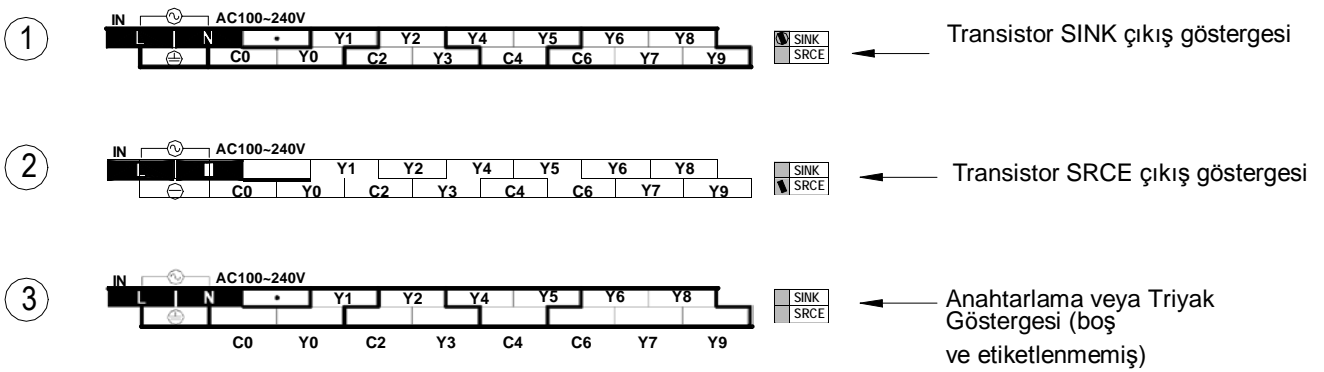 1
IN AC100~240V
L N • Y1 Y2 Y4 Y5 Y6 Y8
C0 Y0 C2 Y3 C4 C6 Y7 Y9
SINK
SRCE
Transistor SINK çıkış göstergesi
2
IN AC100~240V
L Y1 Y2 Y4 Y5 Y6 Y8
C0 Y0 C2 Y3 C4 C6 Y7 Y9
SINK
SRCE
Transistor SRCE çıkış göstergesi
3
IN AC100~240V
L N • Y1 Y2 Y4 Y5 Y6 Y8
C0 Y0 C2 Y3 C4 C6 Y7 Y9
SINK
SRCE
Anahtarlama veya Triyak
Göstergesi (boş
ve etiketlenmemiş)